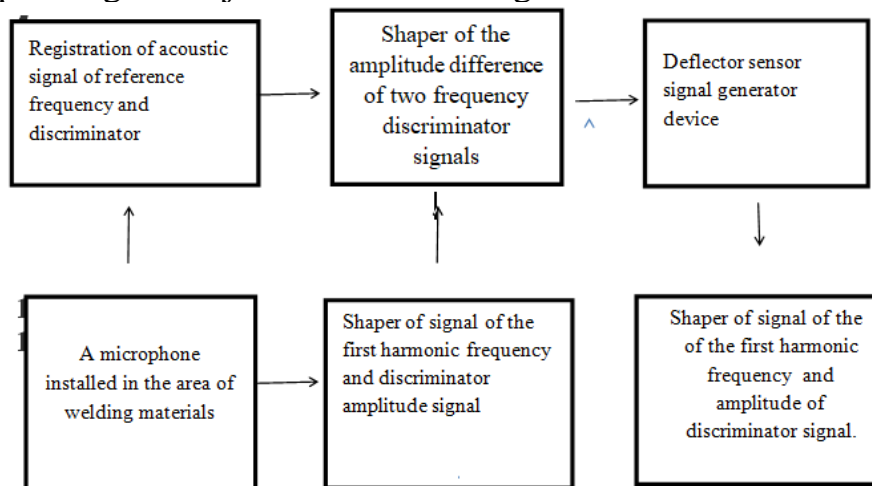 Registration of acoustic
signal of reference
frequency and
discriminator
Shaper of the
amplitude difference
of two frequency
discriminator
signals
Deflector sensor
signal generator
device
A microphone
installed in the area of
welding materials
Shaper of signal of the
first harmonic frequency
and discriminator
amplitude signal
Shaper of signal of the
of the first harmonic
frequency and
amplitude of
discriminator signal.